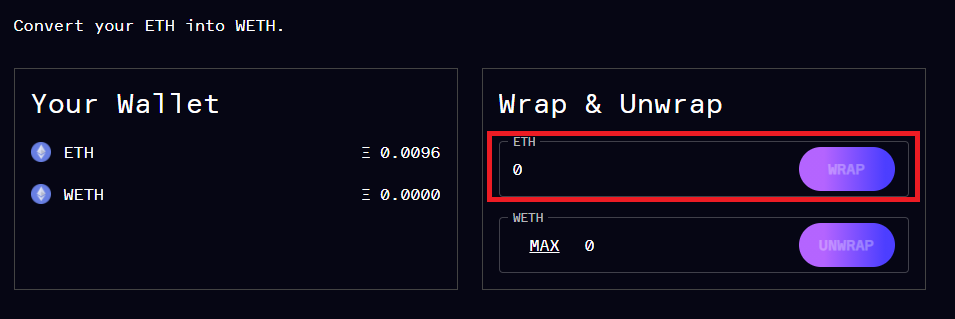 Convert your ETH into WETH.
Your Wallet
ETH Ξ 0.0096
WETH Ξ 0.0000
Wrap & Unwrap
ETH
0 WRAP
WETH
MAX 0 UNWRAP